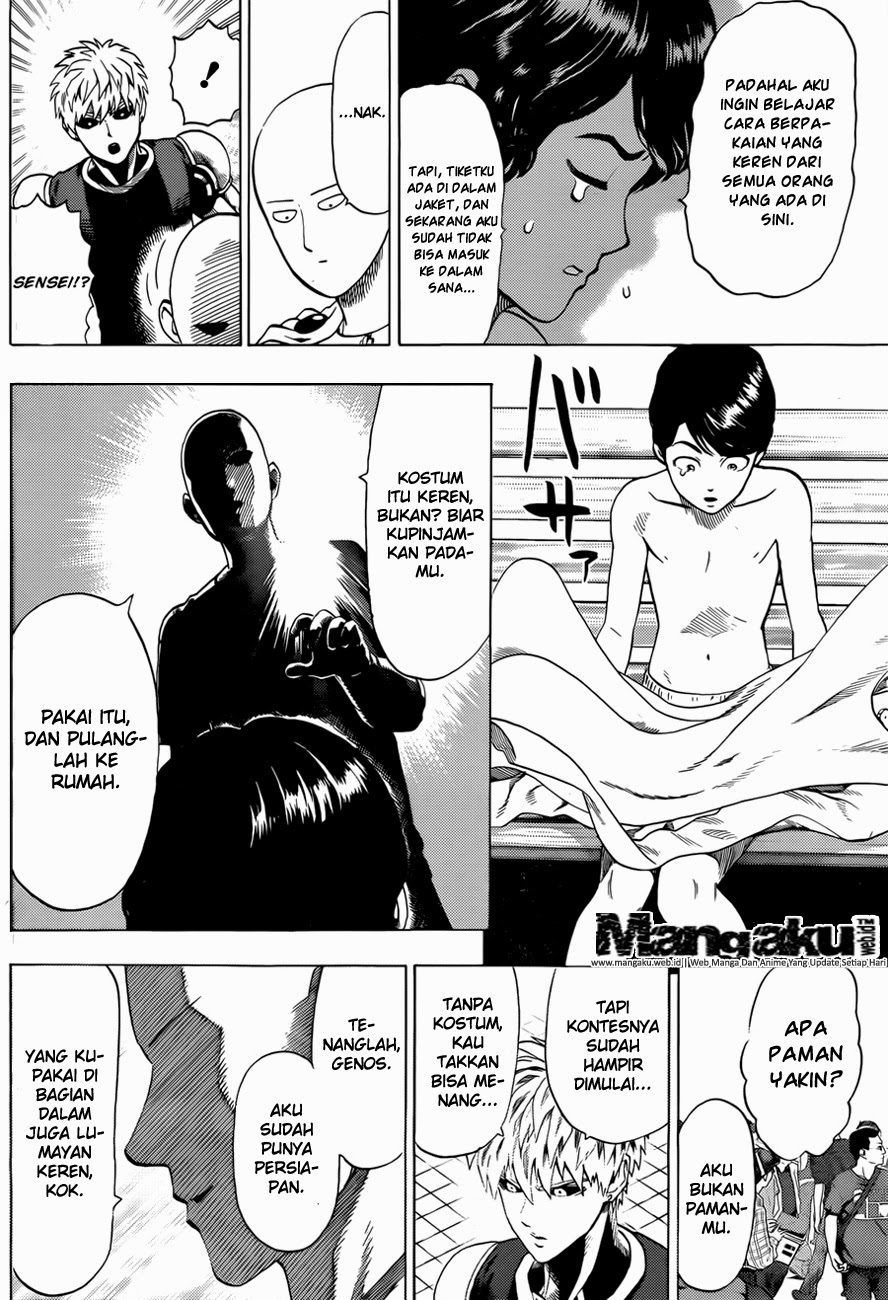 PADAHAL AKU
INGIN BELAJAR
CARA BERPA-
KAIAN YANG
KEREN DARI
SEMUA ORANG
YANG ADA DI
SINI.
TAPI, TIKETKU
ADA DI DALAM
JAKET, DAN
SEKARANG AKU
SUDAH TIDAK
BISA MASUK
KE DALAM
SANA...
...NAK.
!
SENSEI!?
バサァ
KOSTUM
ITU KEREN,
BUKAN? BIAR
KUPINJAM-
KAN PADA-
MU.
PAKAI ITU,
DAN PULANG-
LAH KE
RUMAH.
Mangaku
www.mangaku.web.id | Web Manga Dan Anime Yang Update Setiap Hari
APA
PAMAN
YAKIN?
AKU
BUKAN
PAMAN-
MU.
TAPI
KONTESNYA
SUDAH
HAMPIR
DIMULAI...
TANPA
KOSTUM,
KAU
TAKKAN
BISA ME-
NANG...
TE-
NANGLAH,
GENOS.
AKU
SUDAH
PUNYA
PERSIA-
PAN.
YANG KU-
PAKAI DI
BAGIAN
DALAM
JUGA LU-
MAYAN
KEREN,
KOK.